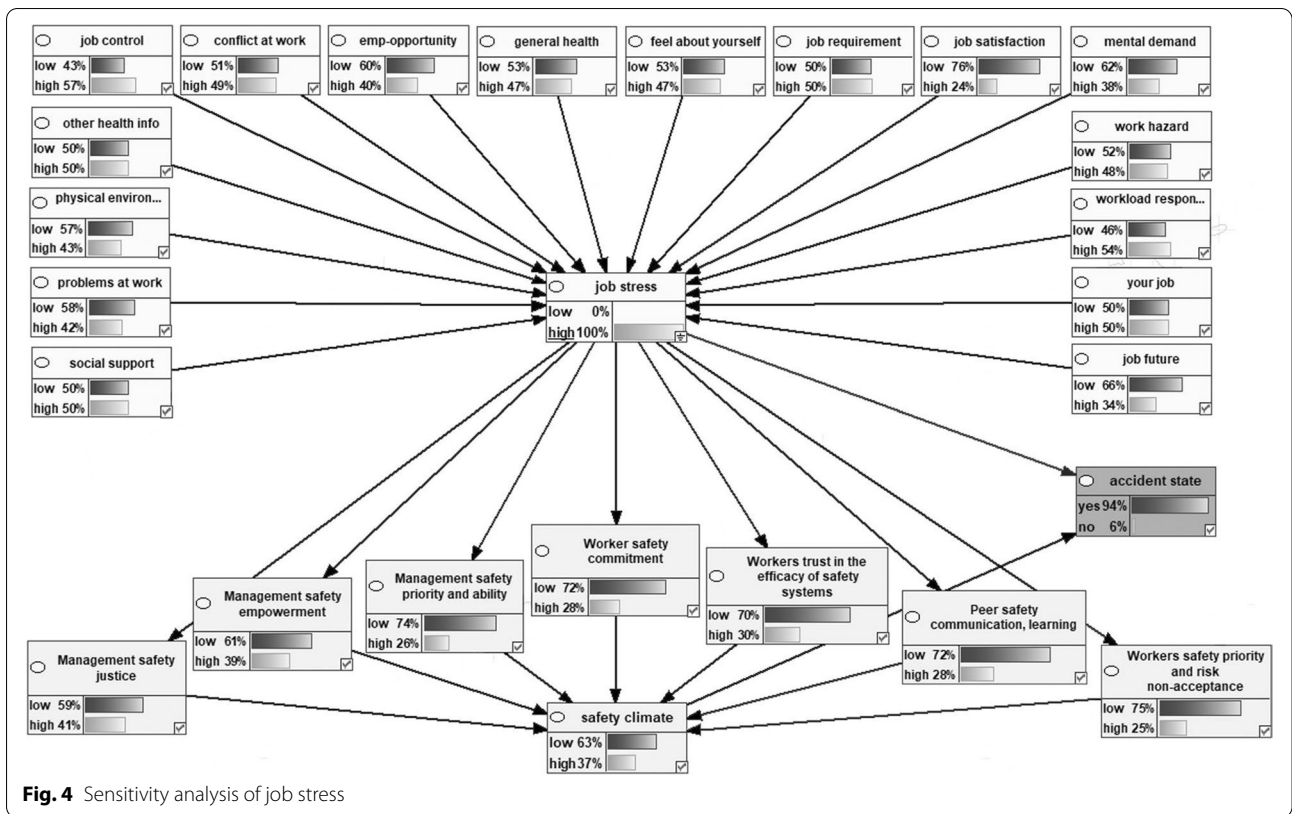 job control
low 43%
high 57%
conflict at work
low 51%
high 49%
emp-opportunity
low 60%
high 40%
general health
low 53%
high 47%
feel about yourself
low 53%
high 47%
job requirement
low 50%
high 50%
job satisfaction
low 76%
high 24%
mental demand
low 62%
high 38%
other health info
low 50%
high 50%
work hazard
low 52%
high 48%
physical environ...
low 57%
high 43%
workload respon...
low 46%
high 54%
problems at work
low 58%
high 42%
job stress
low 0%
high 100%
your job
low 50%
high 50%
social support
low 50%
high 50%
job future
low 66%
high 34%
accident state
yes 94%
no 6%
Management safety
justice
low 59%
high 41%
Management safety
empowerment
low 61%
high 39%
Management safety
priority and ability
low 74%
high 26%
Worker safety
commitment
low 72%
high 28%
Workers trust in the
efficacy of safety
systems
low 70%
high 30%
Peer safety
communication, learning
low 72%
high 28%
Workers safety priority
and risk
non-acceptance
low 75%
high 25%
safety climate
low 63%
high 37%
Fig. 4 Sensitivity analysis of job stress